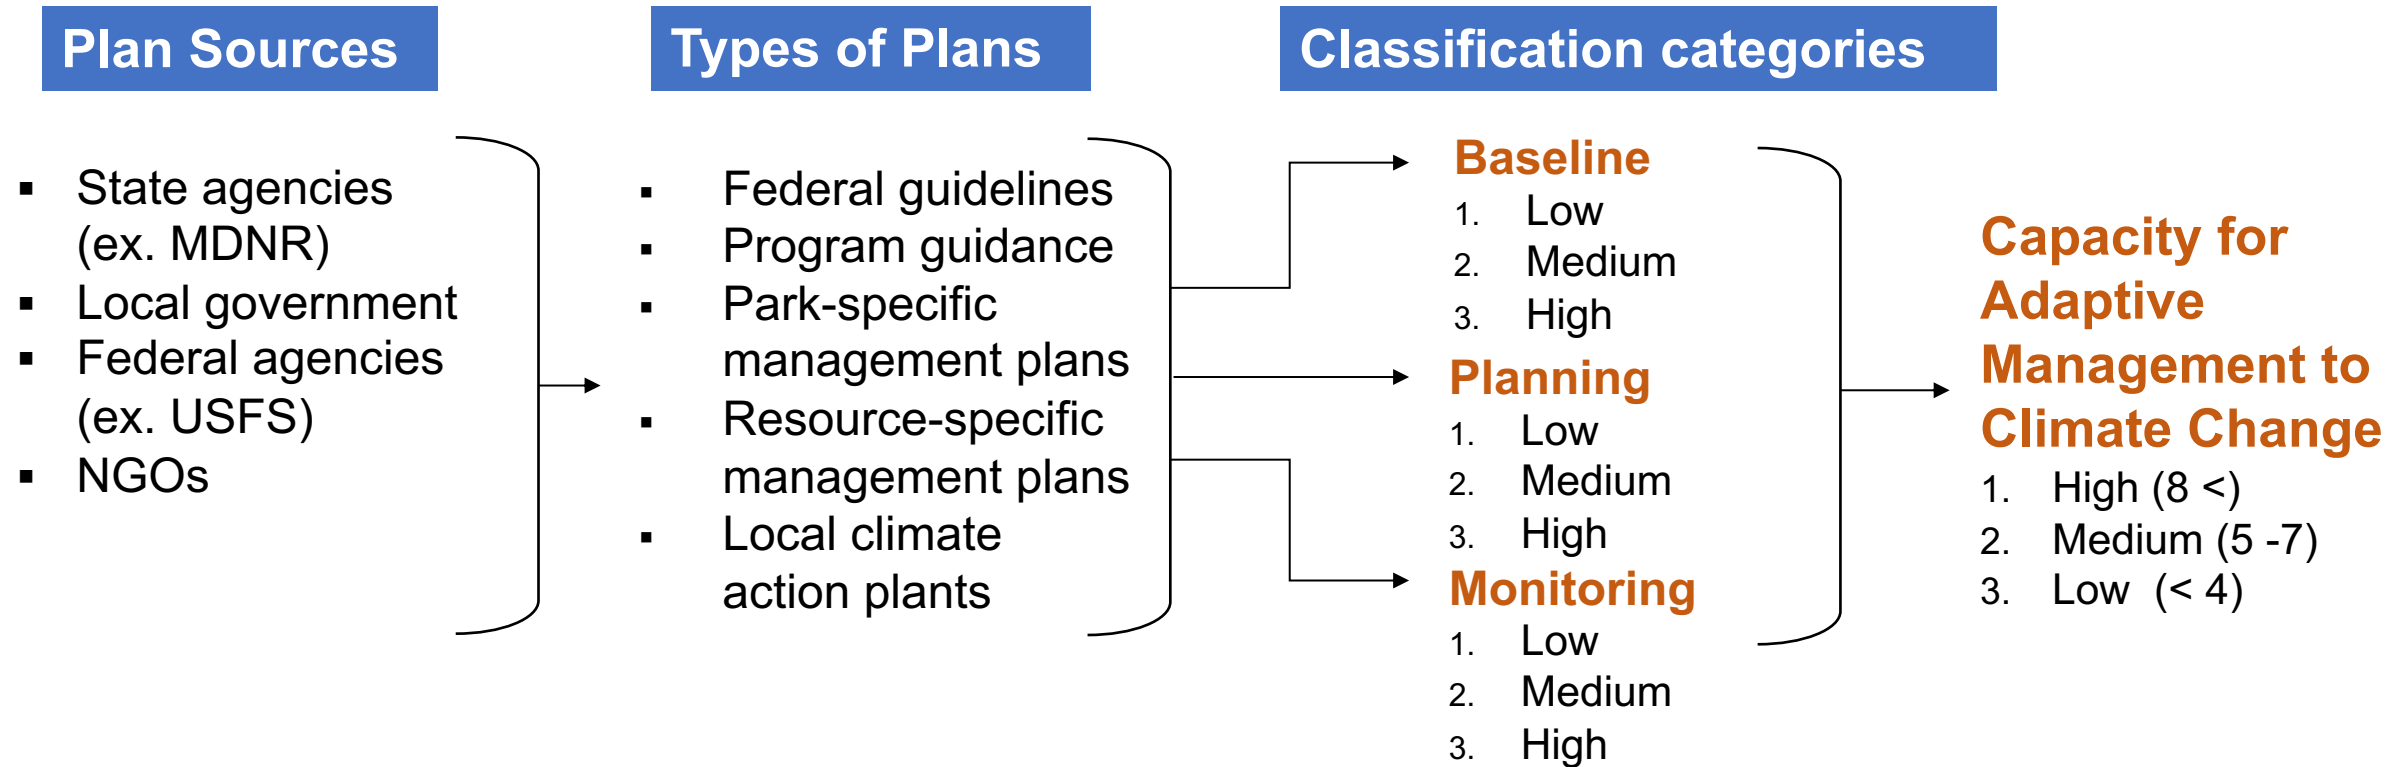 Plan Sources
▪ State agencies
(ex. MDNR)
▪ Local government
▪ Federal agencies
(ex. USFS)
▪ NGOs
Types of Plans
▪ Federal guidelines
▪ Program guidance
▪ Park-specific
management plans
▪ Resource-specific
management plans
▪ Local climate
action plants
Classification categories
Baseline
1. Low
2. Medium
3. High
Planning
1. Low
2. Medium
3. High
Monitoring
1. Low
2. Medium
3. High
Capacity for
Adaptive
Management to
Climate Change
1. High (8 <)
2. Medium (5 -7)
3. Low (< 4)